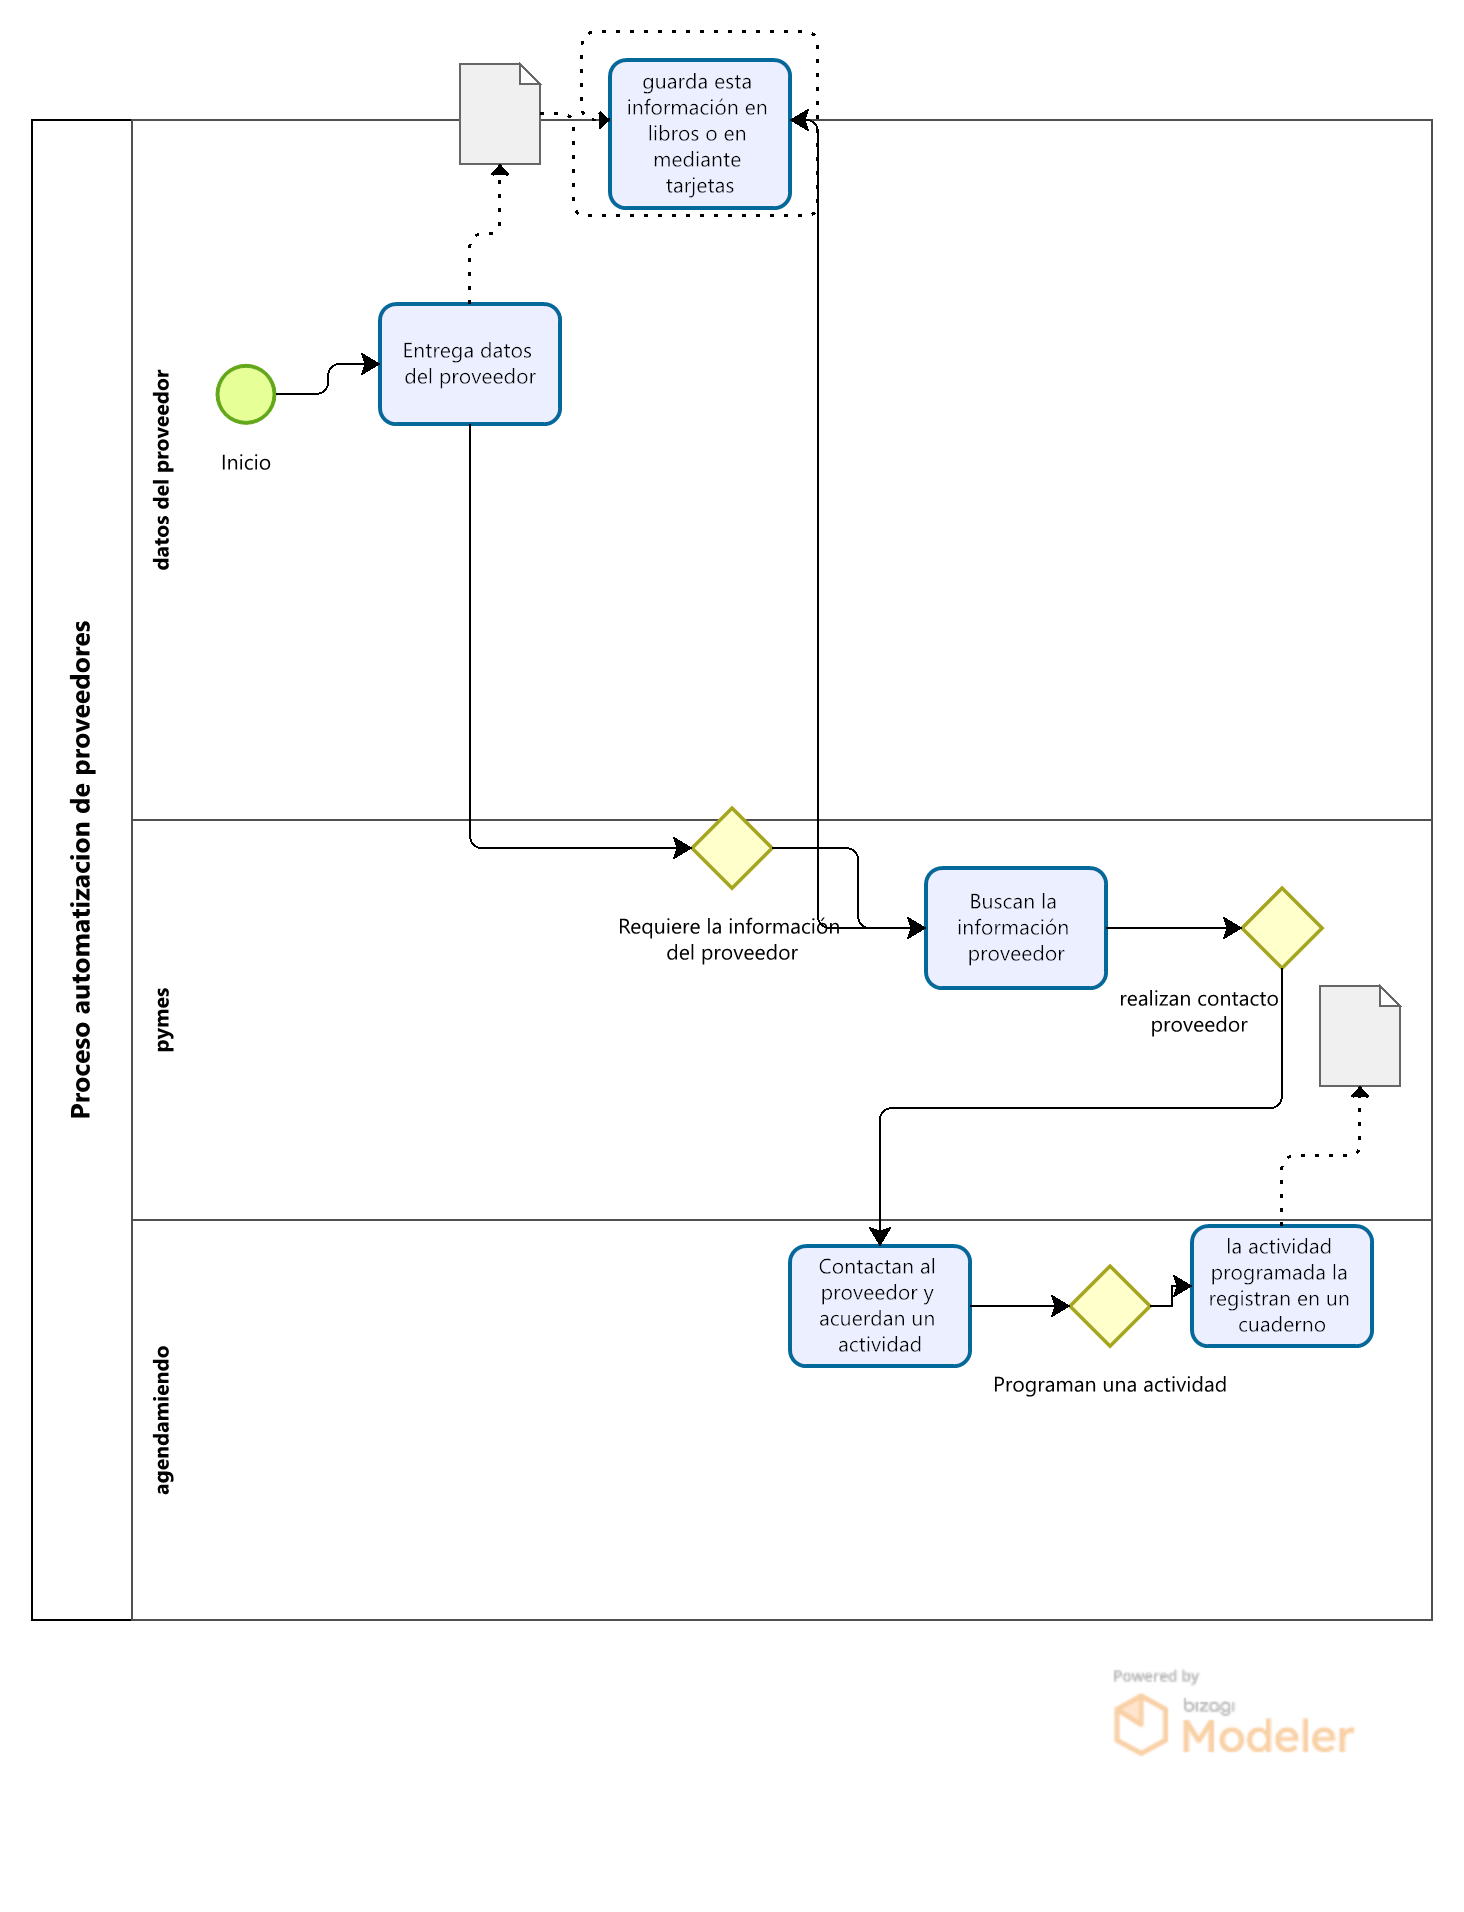 guarda esta
información en
libros o en
mediante
tarjetas
Entrega datos
del proveedor
Inicio
datos del proveedor
Proceso automatizacion de proveedores
Requiere la información
del proveedor
Buscan la
información
proveedor
realizan contacto
proveedor
pymes
Contactan al
proveedor y
acuerdan un
actividad
Programan una actividad
la actividad
programada la
registran en un
cuaderno
agendamiendo
Powered by
bizagi
Modeler